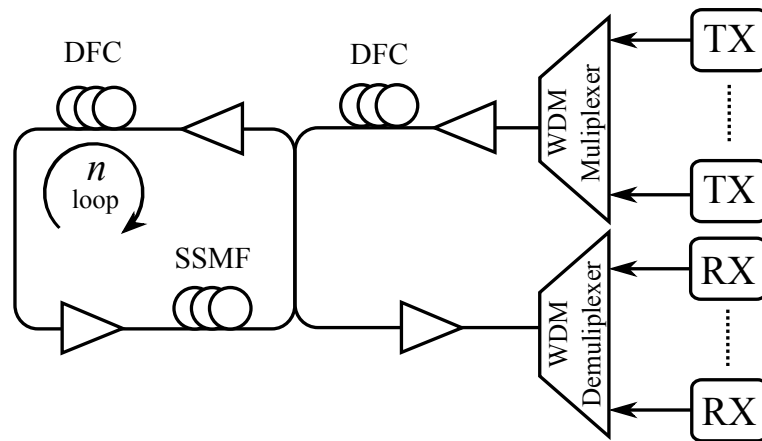 DFC
DFC
TX
WDM
Muliplexer
TX
n
loop
SSMF
RX
WDM
Demuliplexer
RX